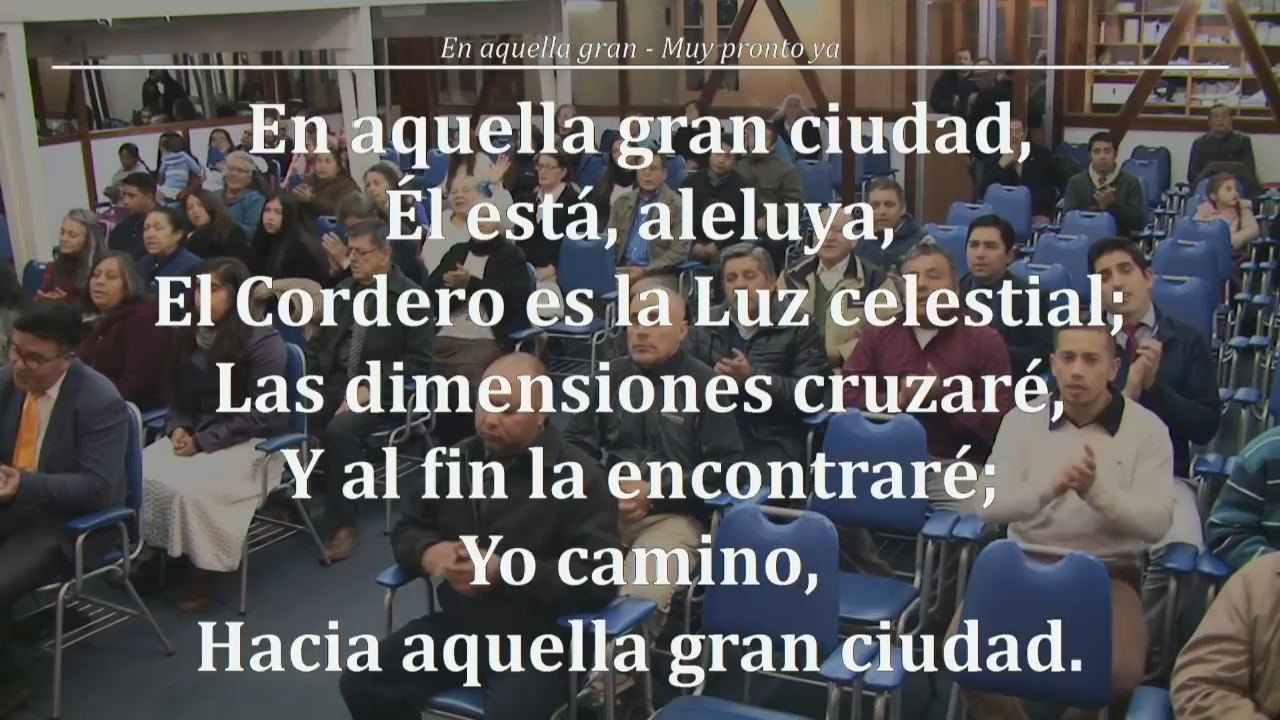 En aquella gran - Muy pronto ya
En aquella gran ciudad,
Él está, aleluya,
El Cordero es la Luz celestial;
Las dimensiones cruzaré,
Y al fin la encontraré;
Yo camino,
Hacia aquella gran ciudad.